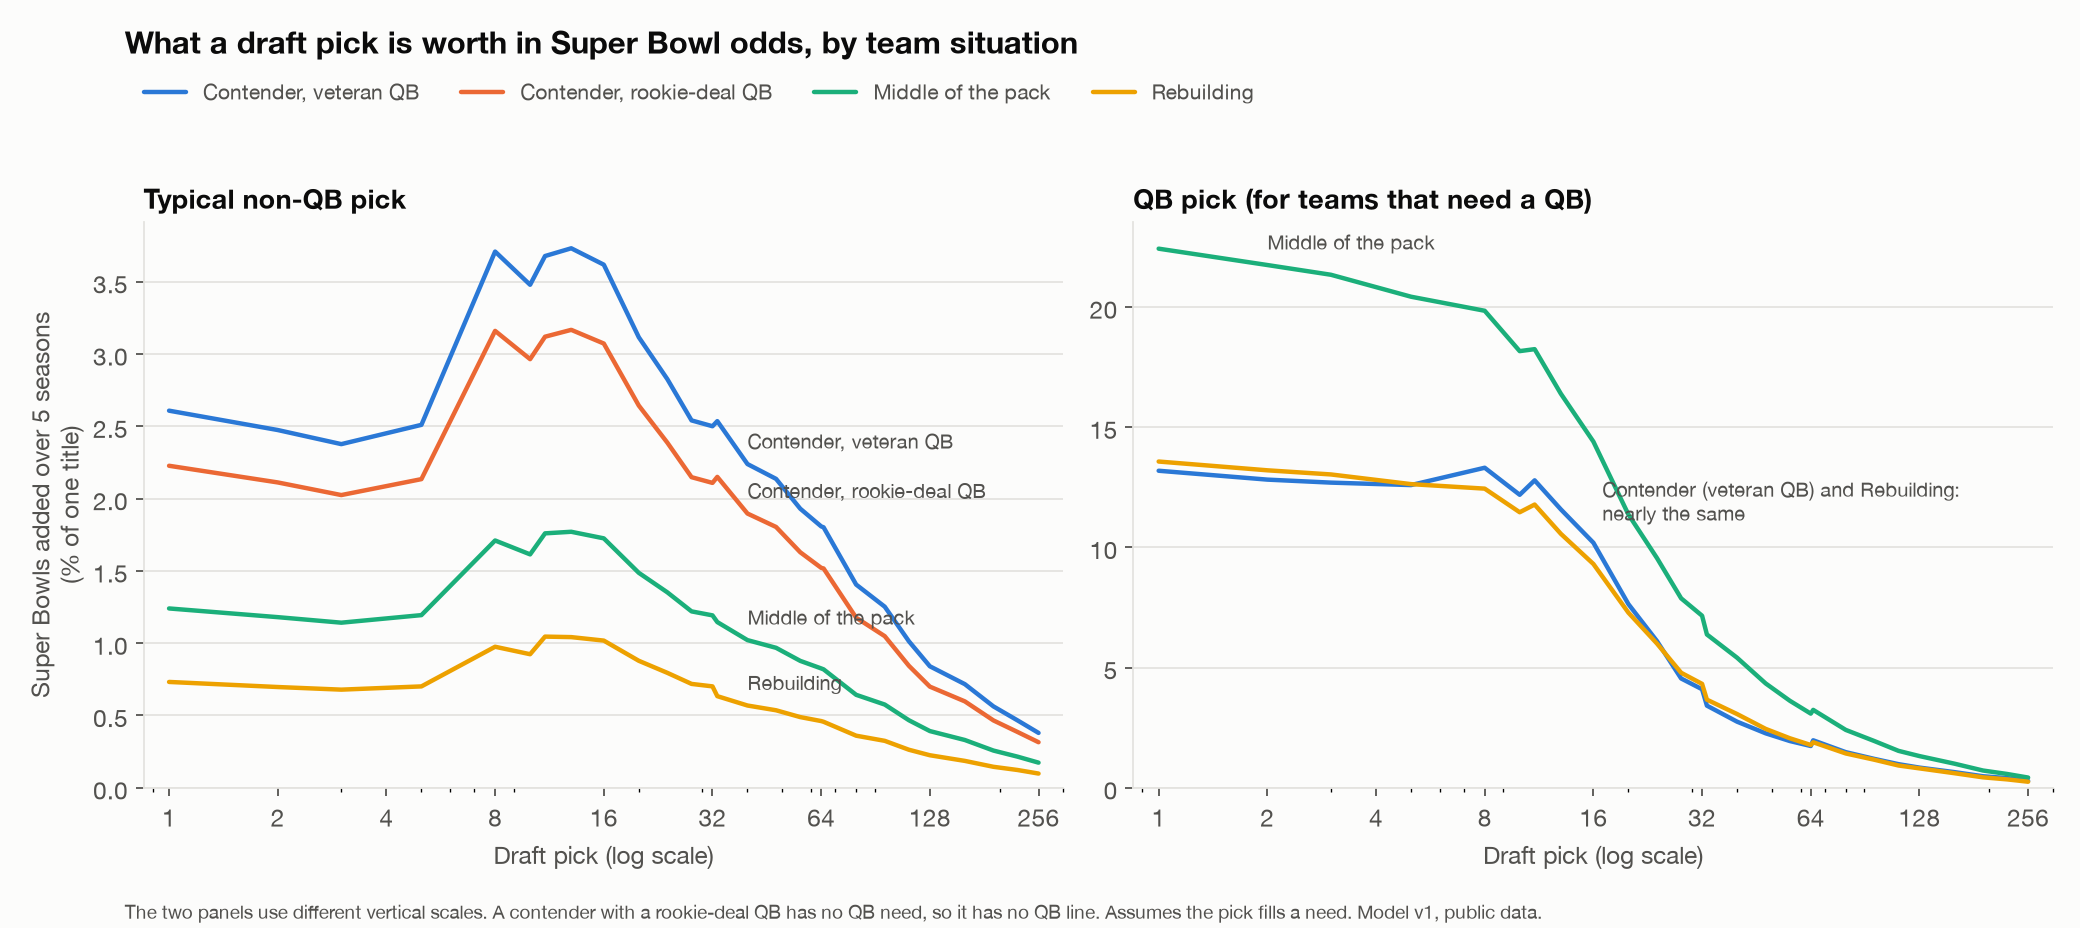 What a draft pick is worth in Super Bowl odds, by team situation
Contender, veteran QB
Contender, rookie-deal QB
Middle of the pack
Rebuilding
Typical non-QB pick
Super Bowls added over 5 seasons
(% of one title)
3.5
3.0
2.5
2.0
1.5
1.0
0.5
0.0
Contender, veteran QB
Contender, rookie-deal QB
Middle of the pack
Rebuilding
1 2 4 8 16 32 64 128 256
Draft pick (log scale)
QB pick (for teams that need a QB)
Middle of the pack
20
15
10
5
0
Contender (veteran QB) and Rebuilding:
nearly the same
1 2 4 8 16 32 64 128 256
Draft pick (log scale)
The two panels use different vertical scales. A contender with a rookie-deal QB has no QB need, so it has no QB line. Assumes the pick fills a need. Model v1, public data.